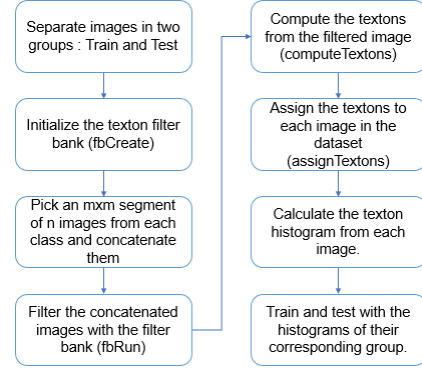 Separate images in two
groups : Train and Test
Initialize the texton filter
bank (fbCreate)
Pick an mxm segment
of n images from each
class and concatenate
them
Filter the concatenated
images with the filter
bank (fbRun)
Compute the textons
from the filtered image
(computeTextons)
Assign the textons to
each image in the
dataset
(assignTextons)
Calculate the texton
histogram from each
image.
Train and test with the
histograms of their
corresponding group.